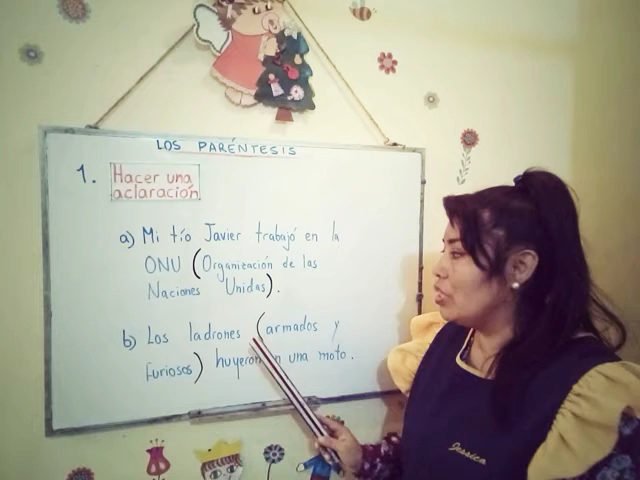 LOS PARÉNTESIS
1. Hacer una
aclaración.
a) Mi tío Javier trabajó en la
ONU (Organización de las
Naciones Unidas).
b) Los ladrones (armados y
furiosos) huyeron en una moto.
Jessica